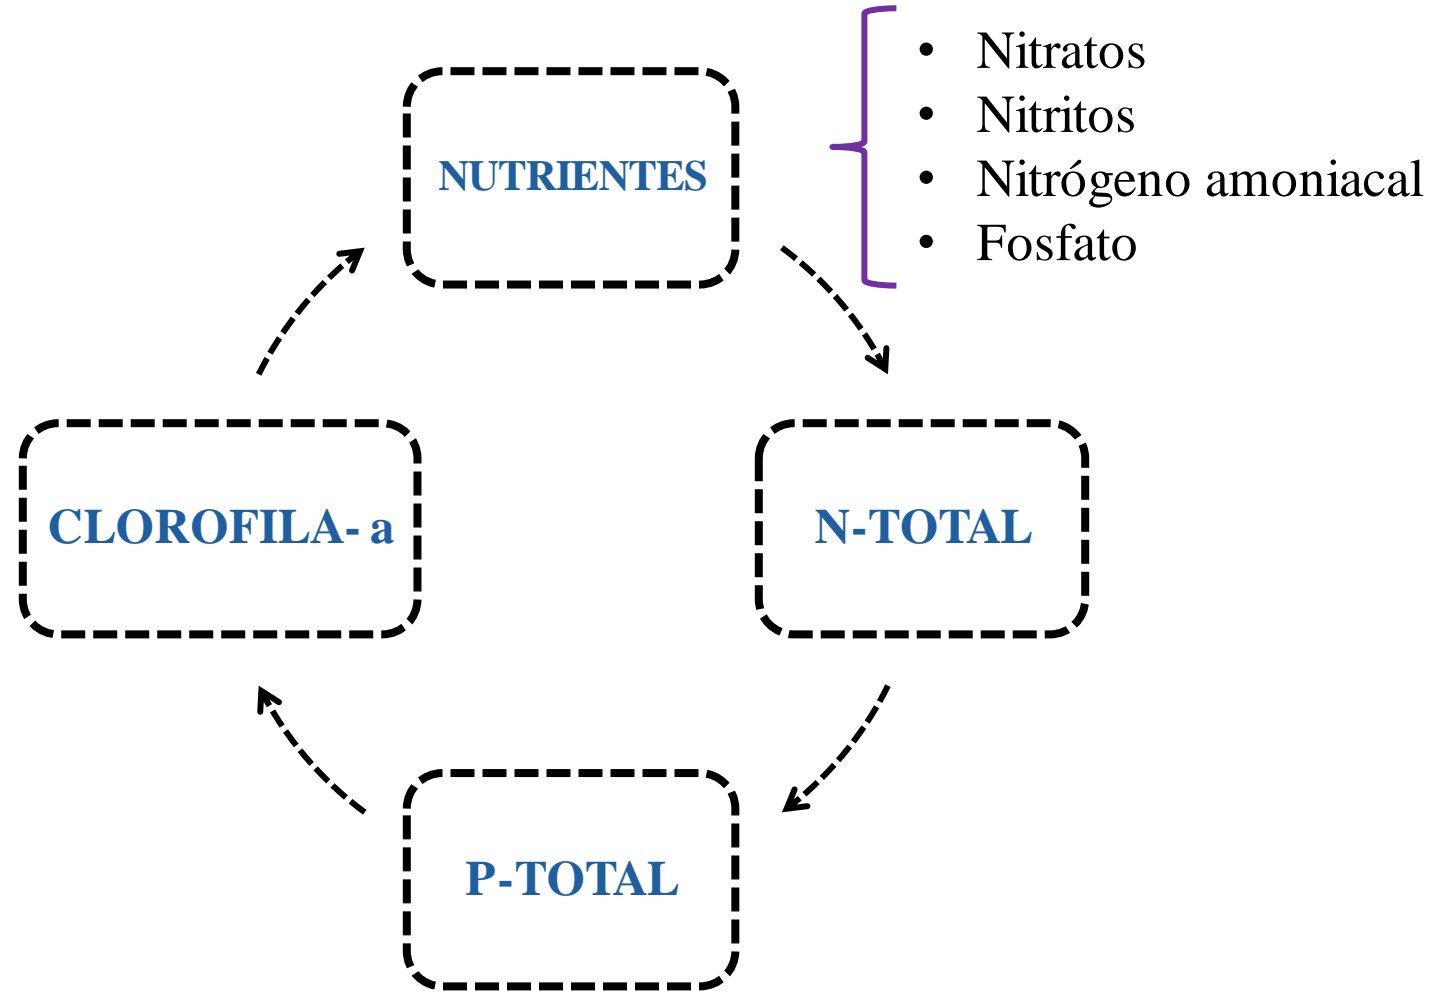 NUTRIENTES
• Nitratos
• Nitritos
• Nitrógeno amoniacal
• Fosfato
CLOROFILA- a
N-TOTAL
P-TOTAL